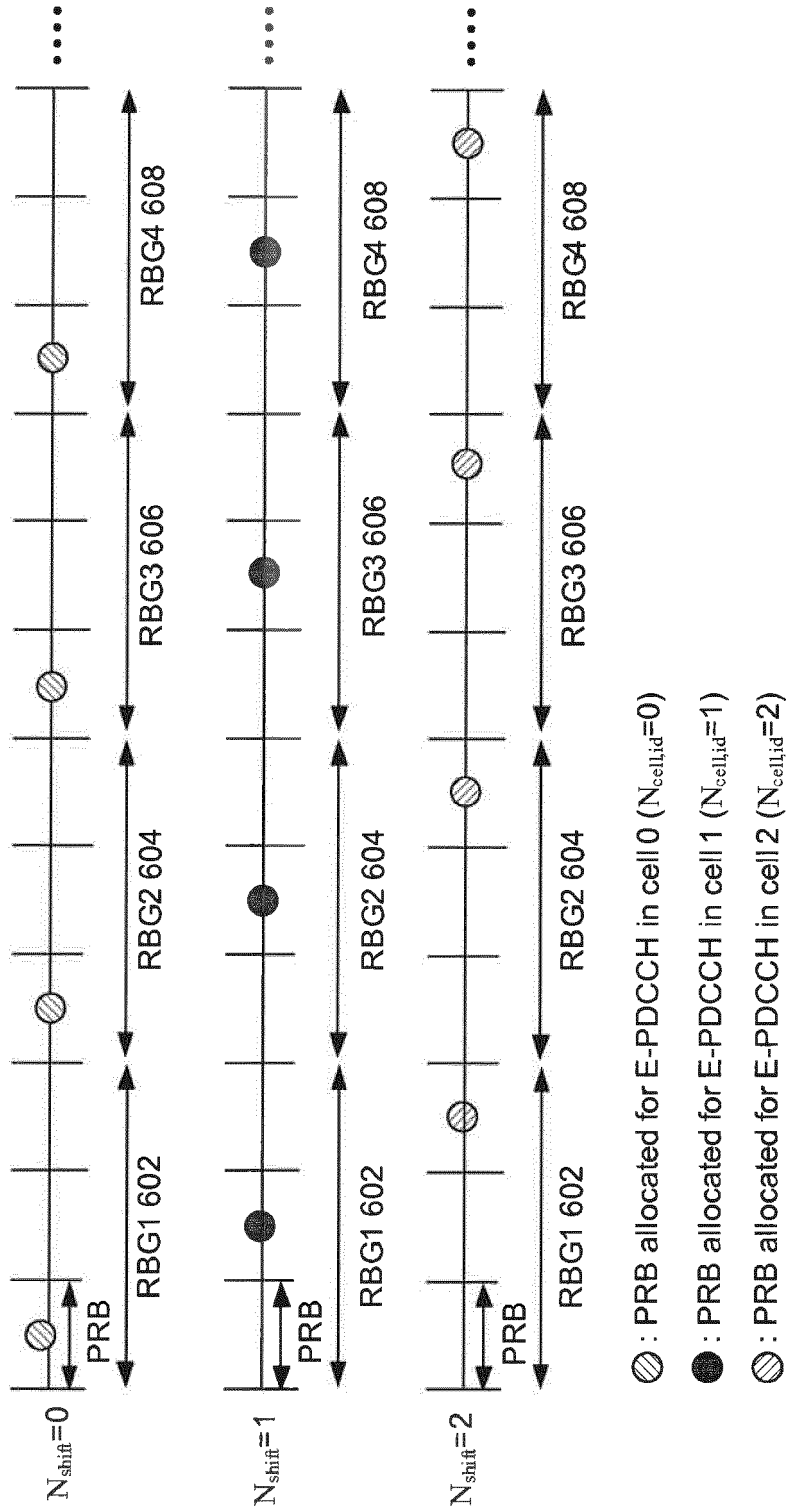 N_shift=0
PRB
RBG1 602
RBG2 604
RBG3 606
RBG4 608
N_shift=1
PRB
RBG1 602
RBG2 604
RBG3 606
RBG4 608
N_shift=2
PRB
RBG1 602
RBG2 604
RBG3 606
RBG4 608
: PRB allocated for E-PDCCH in cell 0 (N_cell,id=0)
: PRB allocated for E-PDCCH in cell 1 (N_cell,id=1)
: PRB allocated for E-PDCCH in cell 2 (N_cell,id=2)